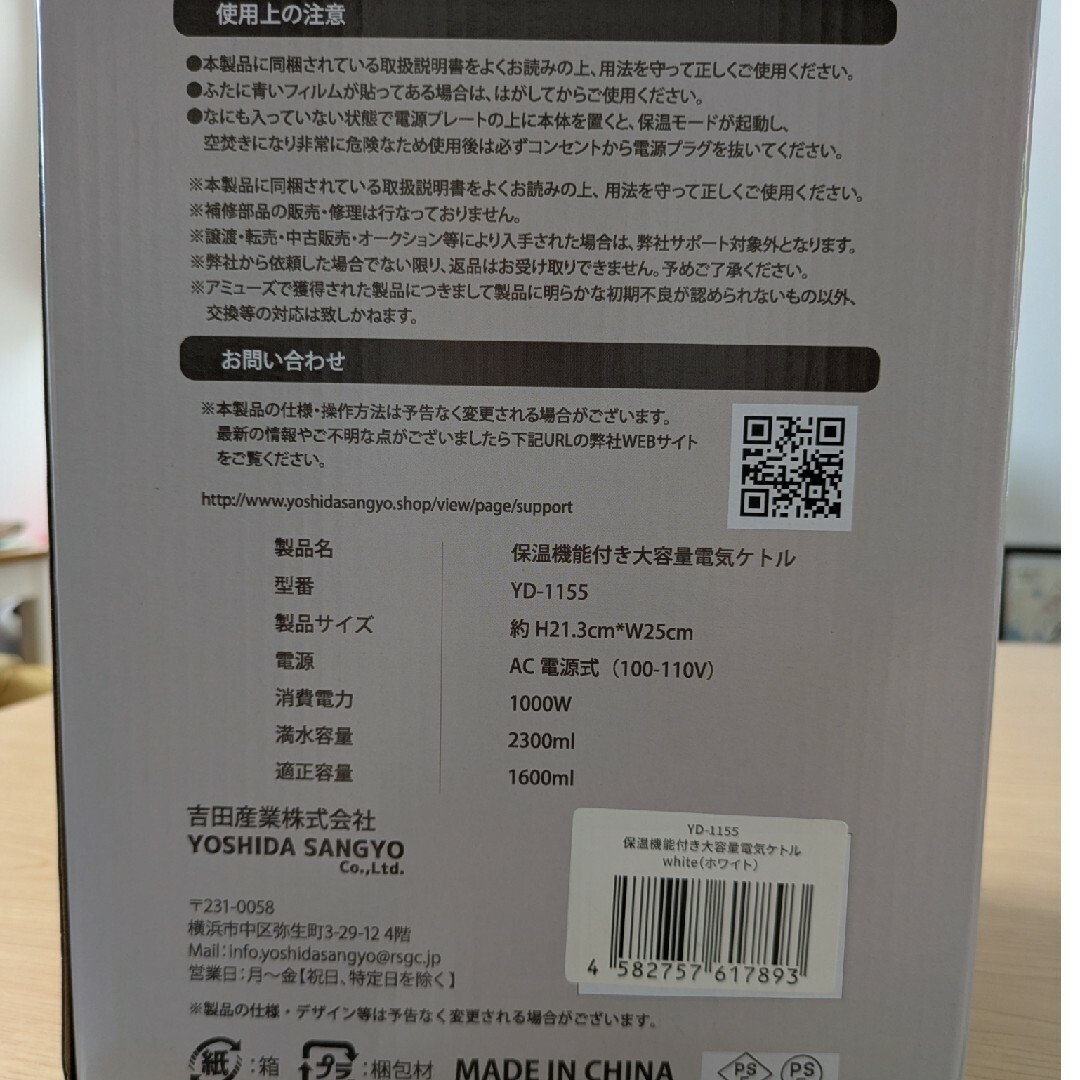 使用上の注意
●本製品に同梱されている取扱説明書をよくお読みの上、用法を守って正しくご使用ください。
●ふたに青いフィルムが貼ってある場合は、はがしてからご使用ください。
●なにも入っていない状態で電源プレートの上に本体を置くと、保温モードが起動し、
空焚きになり非常に危険なため使用後は必ずコンセントから電源プラグを抜いてください。
※本製品に同梱されている取扱説明書をよくお読みの上、用法を守って正しくご使用ください。
※補修部品の販売・修理は行なっておりません。
※譲渡・転売・中古販売・オークション等により入手された場合は、弊社サポート対象外となります。
※弊社から依頼した場合でない限り、返品はお受け取りできません。予めご了承ください。
※アミューズで獲得された製品につきまして製品に明らかな初期不良が認められないもの以外、
交換等の対応は致しかねます。
お問い合わせ
※本製品の仕様・操作方法は予告なく変更される場合がございます。
最新の情報やご不明な点がございましたら下記URLの弊社WEBサイト
をご覧ください。
http://www.yoshidasangyo.shop/view/page/support
製品名 保温機能付き大容量電気ケトル
型番 YD-1155
製品サイズ 約 H21.3cm*W25cm
電源 AC 電源式（100-110V）
消費電力 1000W
満水容量 2300ml
適正容量 1600ml
吉田産業株式会社
YOSHIDA SANGYO
Co.,Ltd.
〒231-0058
横浜市中区弥生町3-29-12 4階
Mail：info.yoshidasangyo@rsgc.jp
営業日：月〜金【祝日、特定日を除く】
YD-1155
保温機能付き大容量電気ケトル
white（ホワイト）
4 582757 617893
※製品の仕様・デザイン等は予告なく変更される場合がございます。
紙：箱 プラ：梱包材 MADE IN CHINA PS E PS E